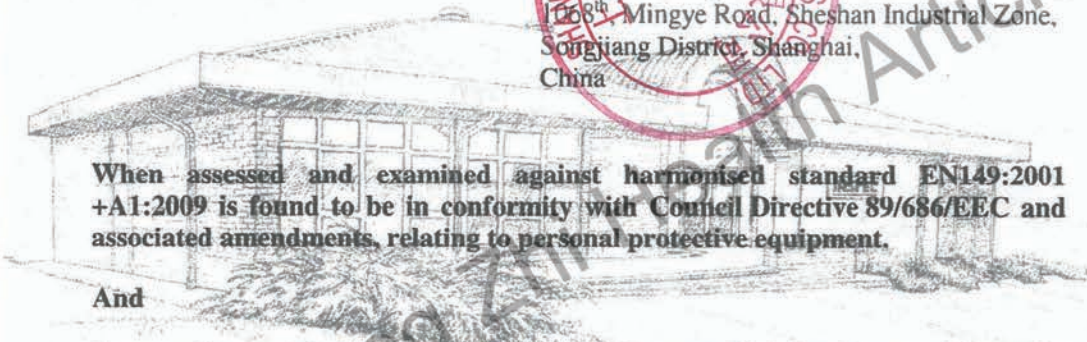 1068th Mingye Road, Sheshan Industrial Zone,
Songjiang District, Shanghai,
China
When assessed and examined against harmonised standard EN149:2001
+A1:2009 is found to be in conformity with Council Directive 89/686/EEC and
associated amendments, relating to personal protective equipment.
And
Health